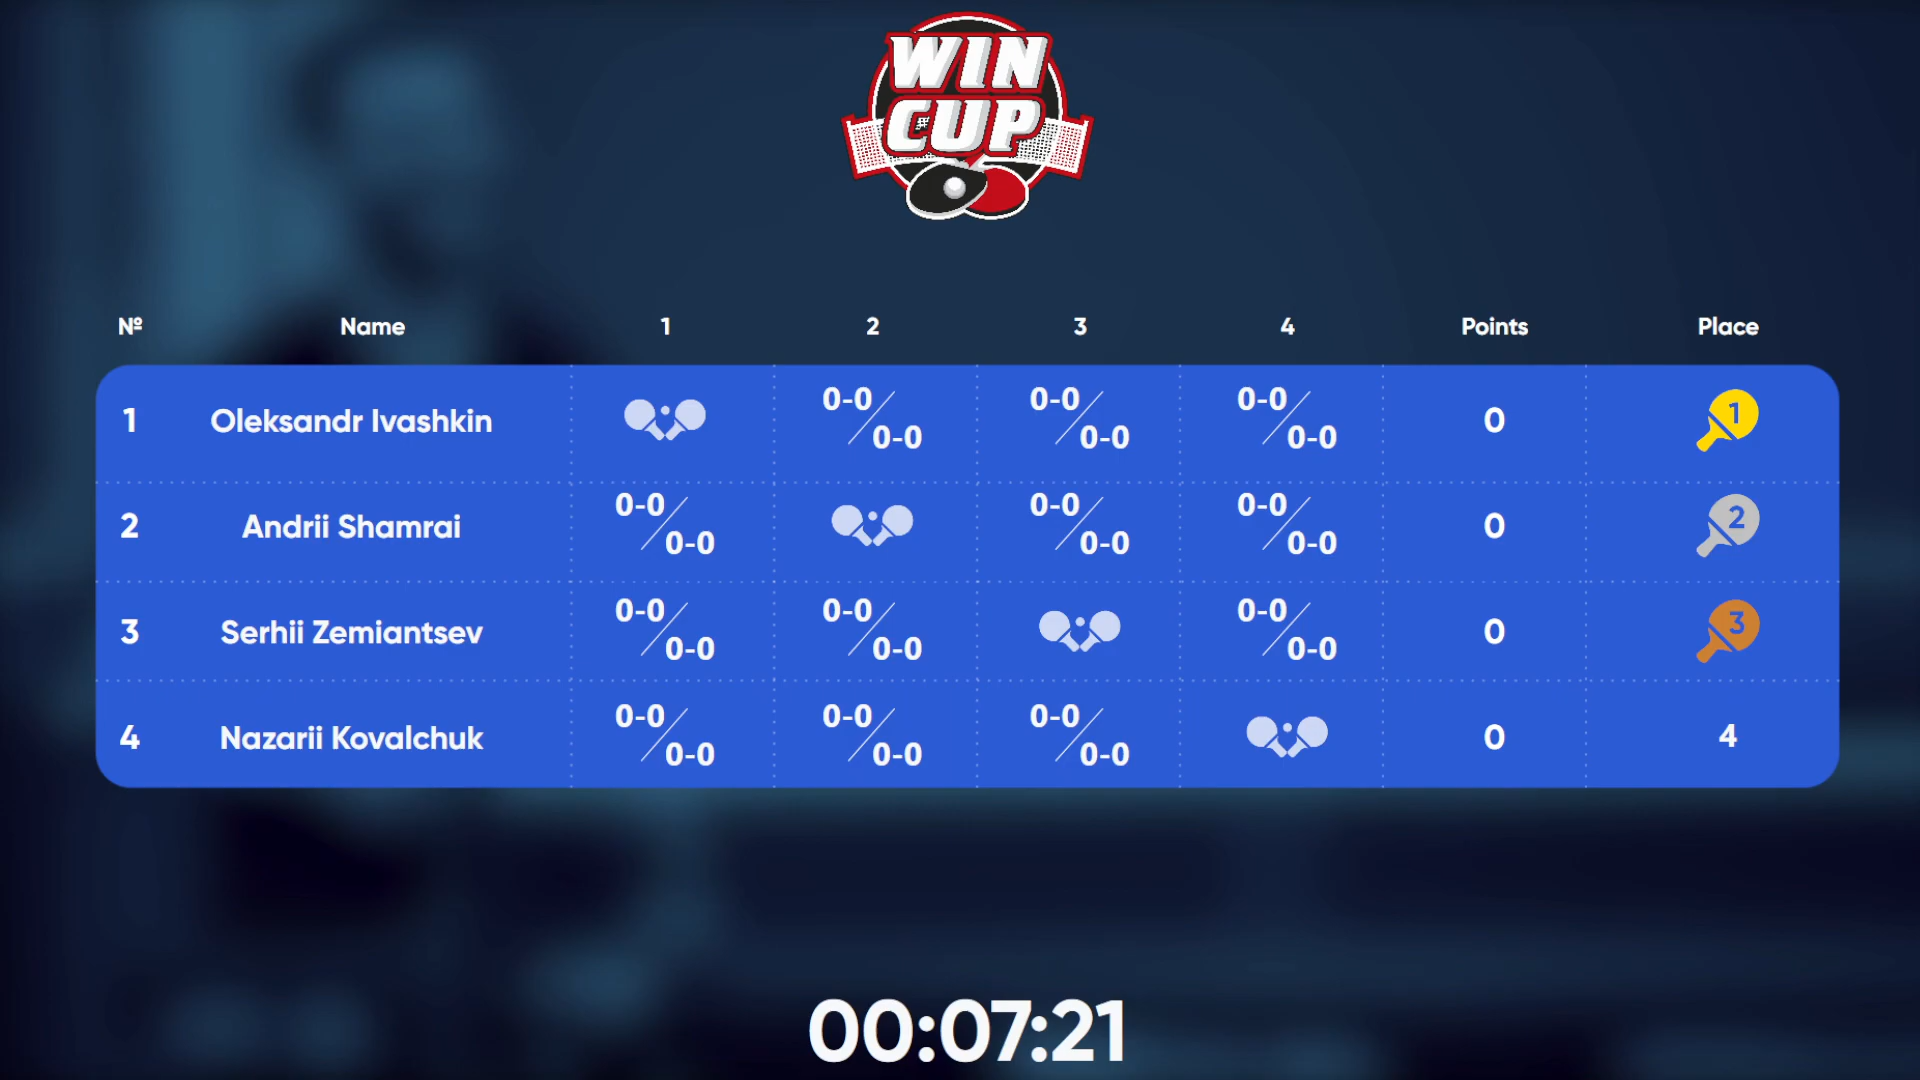 WIN
CUP
Nº Name 1 2 3 4 Points Place
1 Oleksandr Ivashkin 0-0/0-0 0-0/0-0 0-0/0-0 0 1
2 Andrii Shamrai 0-0/0-0 0-0/0-0 0-0/0-0 0 2
3 Serhii Zemiantsev 0-0/0-0 0-0/0-0 0-0/0-0 0 3
4 Nazarii Kovalchuk 0-0/0-0 0-0/0-0 0-0/0-0 0 4
00:07:21